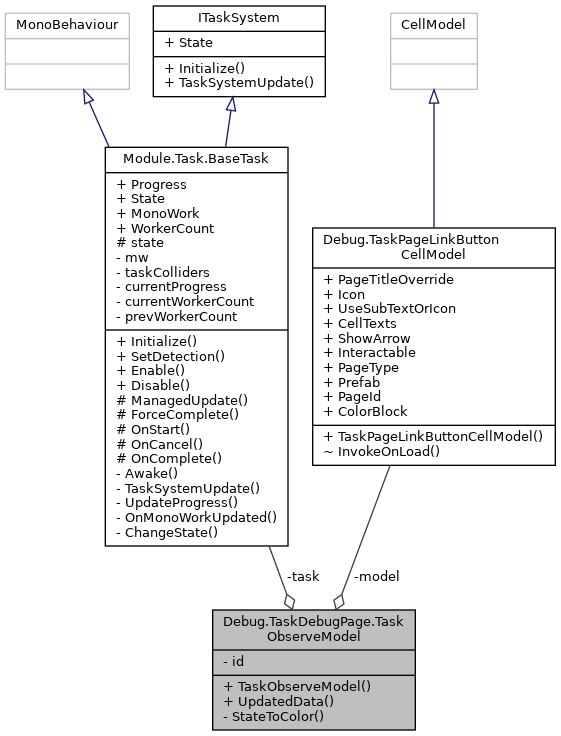 MonoBehaviour
ITaskSystem
+ State
+ Initialize()
+ TaskSystemUpdate()
CellModel
Module.Task.BaseTask
+ Progress
+ State
+ MonoWork
+ WorkerCount
# state
- mw
- taskColliders
- currentProgress
- currentWorkerCount
- prevWorkerCount
+ Initialize()
+ SetDetection()
+ Enable()
+ Disable()
# ManagedUpdate()
# ForceComplete()
# OnStart()
# OnCancel()
# OnComplete()
- Awake()
- TaskSystemUpdate()
- UpdateProgress()
- OnMonoWorkUpdated()
- ChangeState()
Debug.TaskPageLinkButton
CellModel
+ PageTitleOverride
+ Icon
+ UseSubTextOrIcon
+ CellTexts
+ ShowArrow
+ Interactable
+ PageType
+ Prefab
+ PageId
+ ColorBlock
+ TaskPageLinkButtonCellModel()
~ InvokeOnLoad()
-task
-model
Debug.TaskDebugPage.Task
ObserveModel
- id
+ TaskObserveModel()
+ UpdatedData()
- StateToColor()